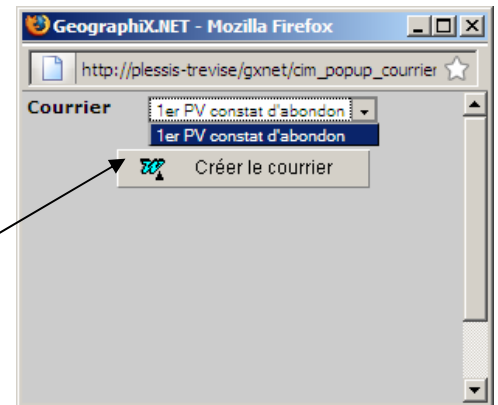 GeographiX.NET - Mozilla Firefox
http://plessis-trevise/gxnet/cim_popup_courrier
Courrier 1er PV constat d'abondon
1er PV constat d'abondon
Créer le courrier